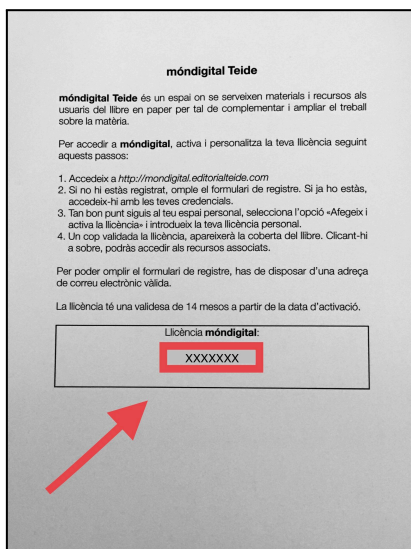 móndigital Teide
móndigital Teide és un espai on se serveixen materials i recursos als
usuaris del llibre en paper per tal de complementar i ampliar el treball
sobre la matèria.
Per accedir a móndigital, activa i personalitza la teva llicència seguint
aquests passos:
1. Accedeix a http://mondigital.editorialteide.com
2. Si no hi estàs registrat, omple el formulari de registre. Si ja ho estàs,
accedeix-hi amb les teves credencials.
3. Tan bon punt siguis al teu espai personal, selecciona l'opció «Afegeix i
activa la llicència» i introdueix la teva llicència personal.
4. Un cop validada la llicència, apareixerà la coberta del llibre. Clicant-hi
a sobre, podràs accedir als recursos associats.
Per poder omplir el formulari de registre, has de disposar d'una adreça
de correu electrònic vàlida.
La llicència té una validesa de 14 mesos a partir de la data d'activació.
Llicència móndigital:
XXXXXXX